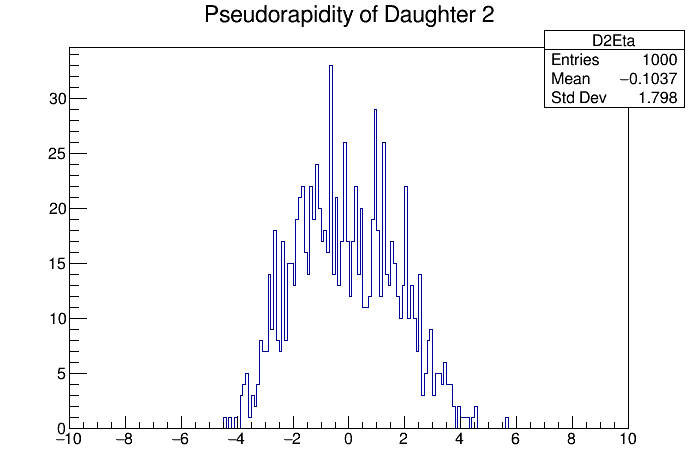 Pseudorapidity of Daughter 2
D2Eta
Entries 1000
Mean −0.1037
Std Dev 1.798
30
25
20
15
10
5
0
−10 −8 −6 −4 −2 0 2 4 6 8 10